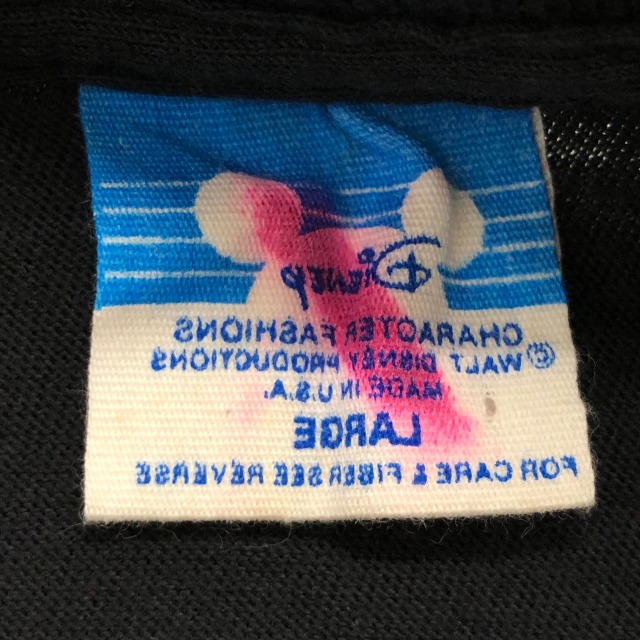 Disney
CHARACTER FASHIONS
© WALT DISNEY PRODUCTIONS
MADE IN U.S.A.
LARGE
FOR CARE & FIBER SEE REVERSE